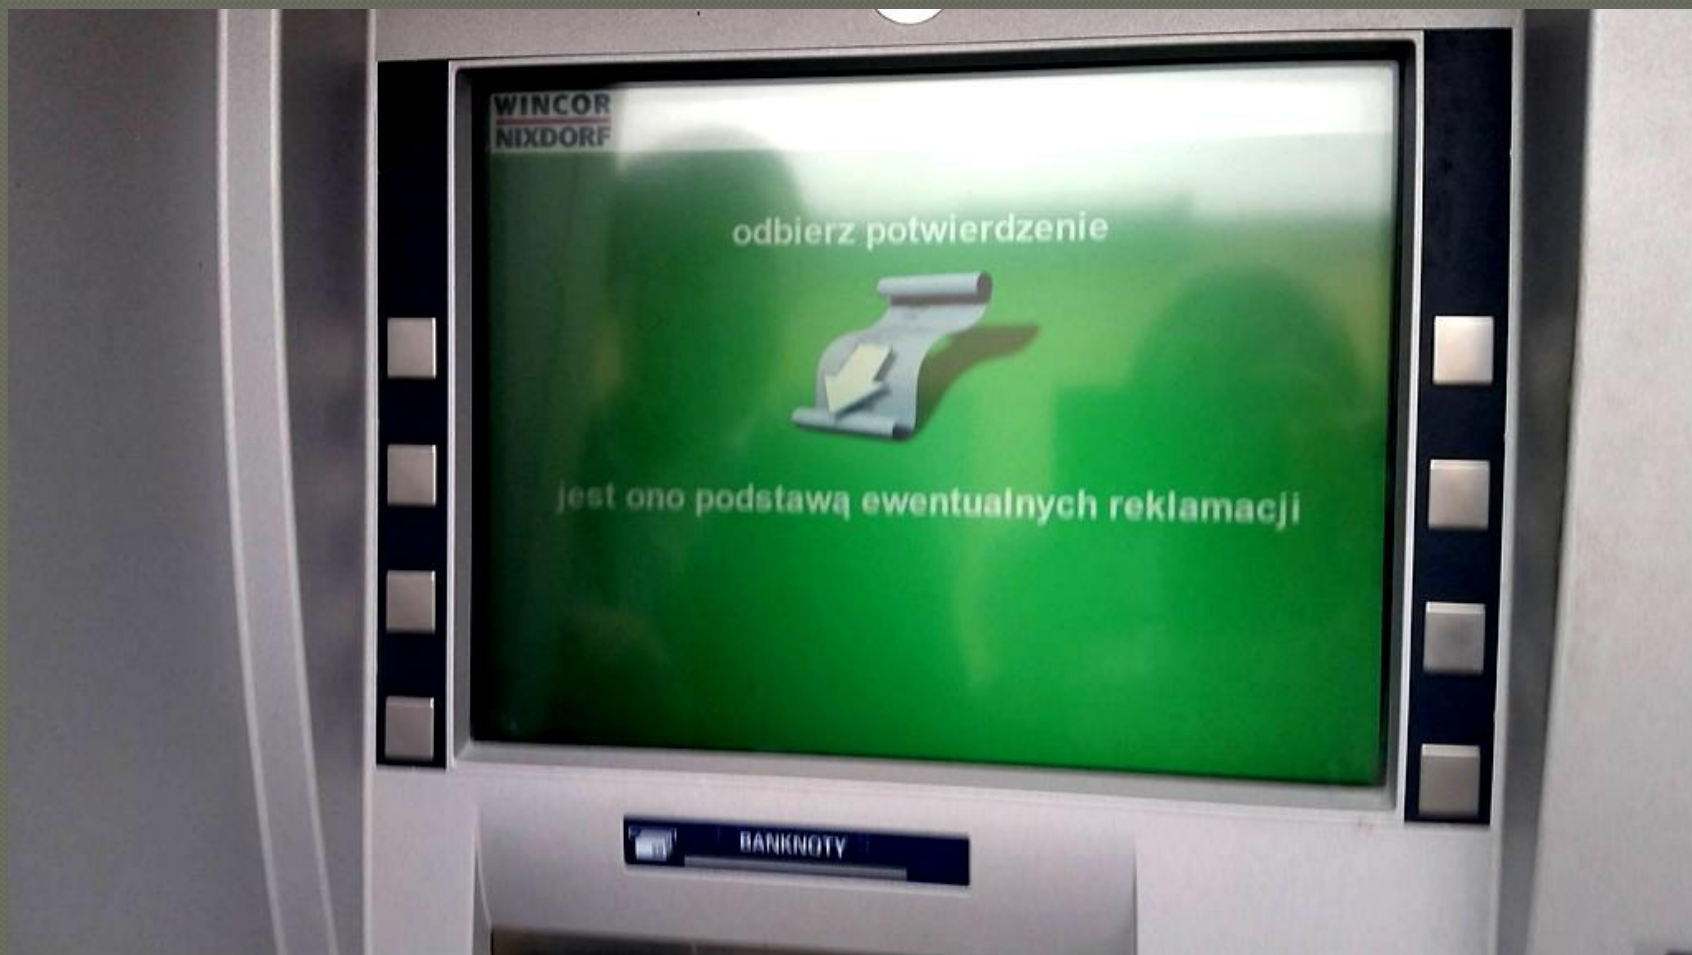 WINCOR
NIXDORF
odbierz potwierdzenie
jest ono podstawą ewentualnych reklamacji
BANKNOTY